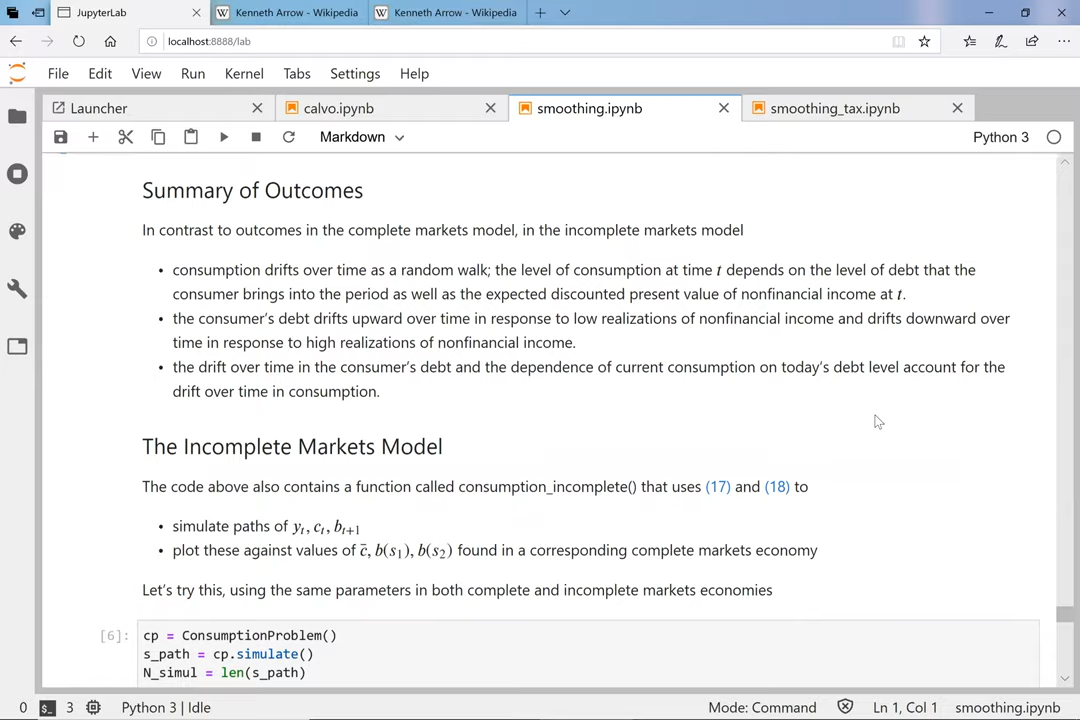 JupyterLab
Kenneth Arrow - Wikipedia
Kenneth Arrow - Wikipedia
localhost:8888/lab
File Edit View Run Kernel Tabs Settings Help
Launcher
calvo.ipynb
smoothing.ipynb
smoothing_tax.ipynb
Markdown
Python 3
Summary of Outcomes
In contrast to outcomes in the complete markets model, in the incomplete markets model
• consumption drifts over time as a random walk; the level of consumption at time t depends on the level of debt that the
consumer brings into the period as well as the expected discounted present value of nonfinancial income at t.
• the consumer's debt drifts upward over time in response to low realizations of nonfinancial income and drifts downward over
time in response to high realizations of nonfinancial income.
• the drift over time in the consumer's debt and the dependence of current consumption on today's debt level account for the
drift over time in consumption.
The Incomplete Markets Model
The code above also contains a function called consumption_incomplete() that uses (17) and (18) to
• simulate paths of yₜ, cₜ, bₜ₊₁
• plot these against values of c̄, b(s₁), b(s₂) found in a corresponding complete markets economy
Let's try this, using the same parameters in both complete and incomplete markets economies
[6]: cp = ConsumptionProblem()
s_path = cp.simulate()
N_simul = len(s_path)
0 $_ 3 Python 3 | Idle Mode: Command Ln 1, Col 1 smoothing.ipynb